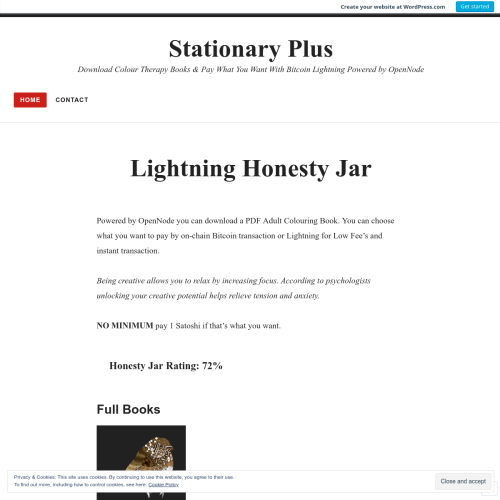 Create your website at WordPress.com
Get started
Stationary Plus
Download Colour Therapy Books & Pay What You Want With Bitcoin Lightning Powered by OpenNode
HOME
CONTACT
Lightning Honesty Jar
Powered by OpenNode you can download a PDF Adult Colouring Book. You can choose
what you want to pay by on-chain Bitcoin transaction or Lightning for Low Fee's and
instant transaction.
Being creative allows you to relax by increasing focus. According to psychologists
unlocking your creative potential helps relieve tension and anxiety.
NO MINIMUM pay 1 Satoshi if that's what you want.
Honesty Jar Rating: 72%
Full Books
Privacy & Cookies: This site uses cookies. By continuing to use this website, you agree to their use.
To find out more, including how to control cookies, see here: Cookie Policy
Close and accept